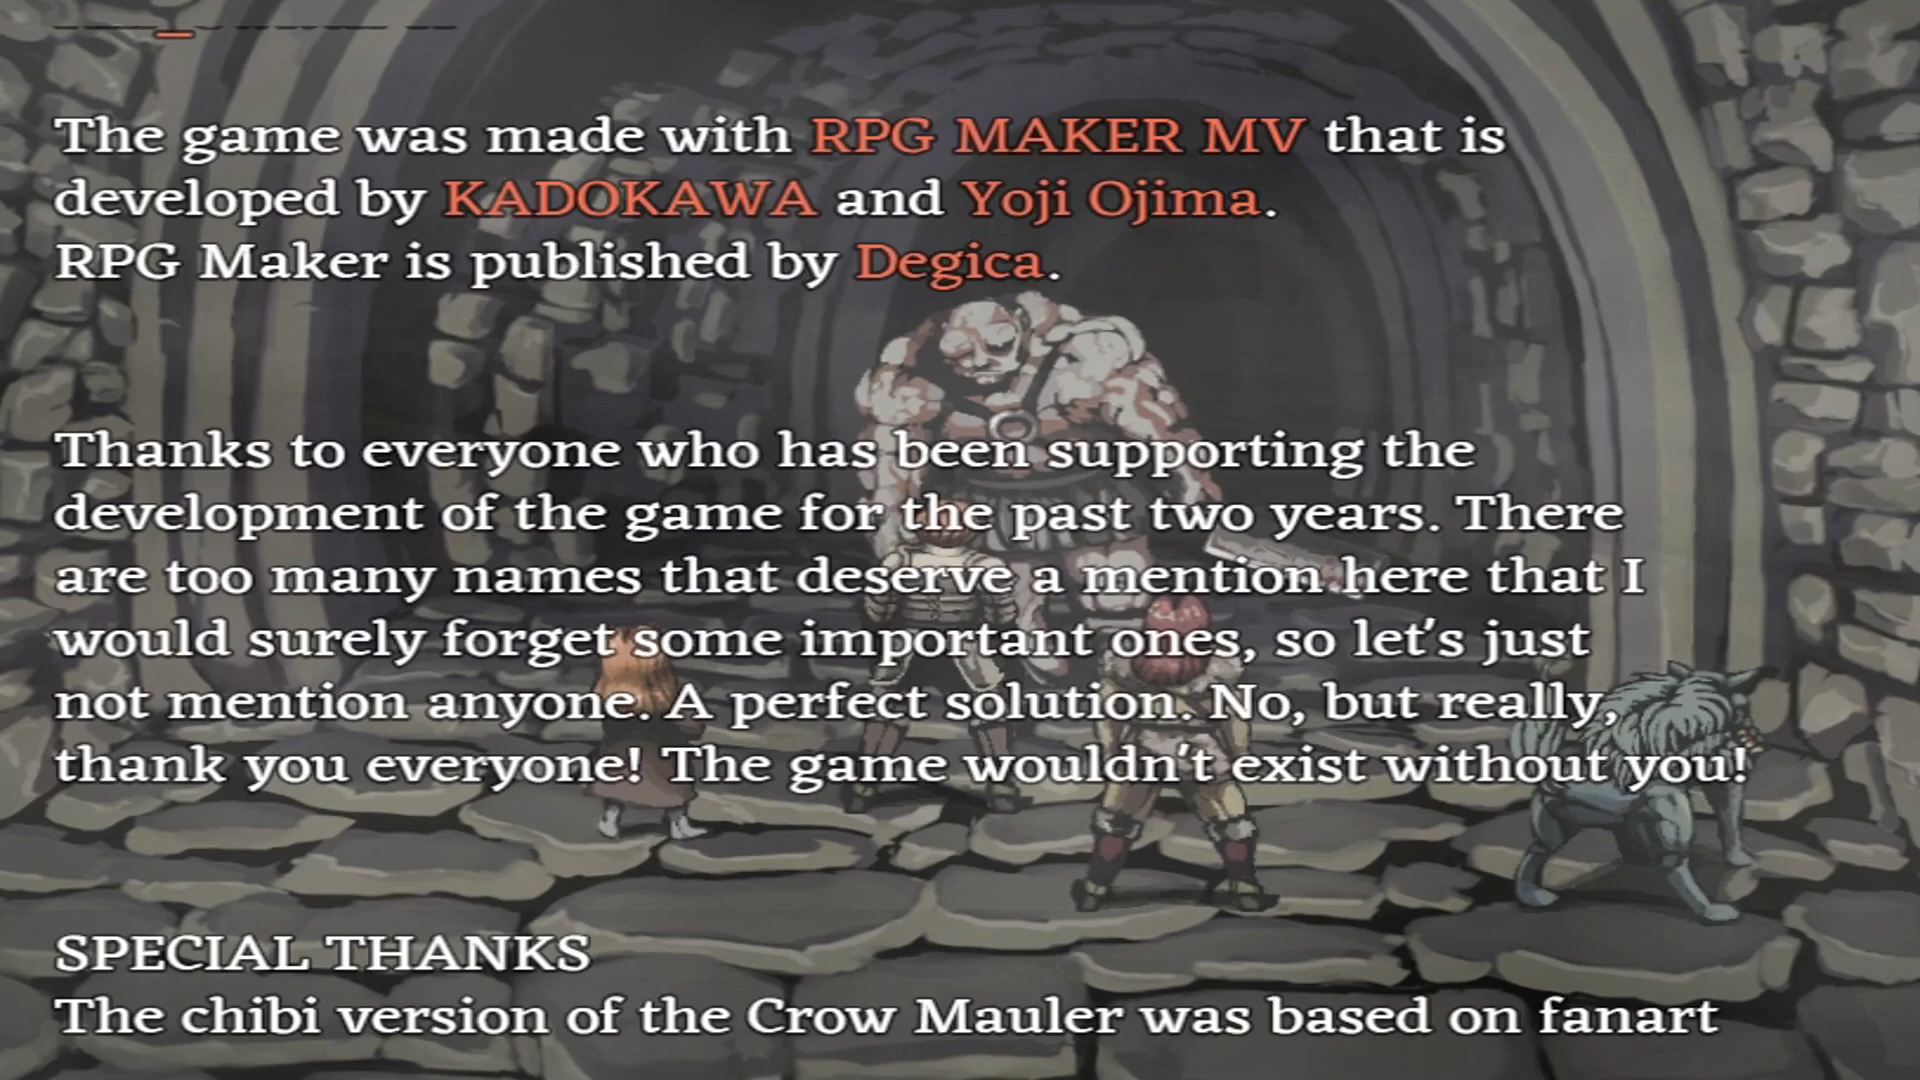 The game was made with RPG MAKER MV that is
developed by KADOKAWA and Yoji Ojima.
RPG Maker is published by Degica.
Thanks to everyone who has been supporting the
development of the game for the past two years. There
are too many names that deserve a mention here that I
would surely forget some important ones, so let's just
not mention anyone. A perfect solution. No, but really,
thank you everyone! The game wouldn't exist without you!
SPECIAL THANKS
The chibi version of the Crow Mauler was based on fanart